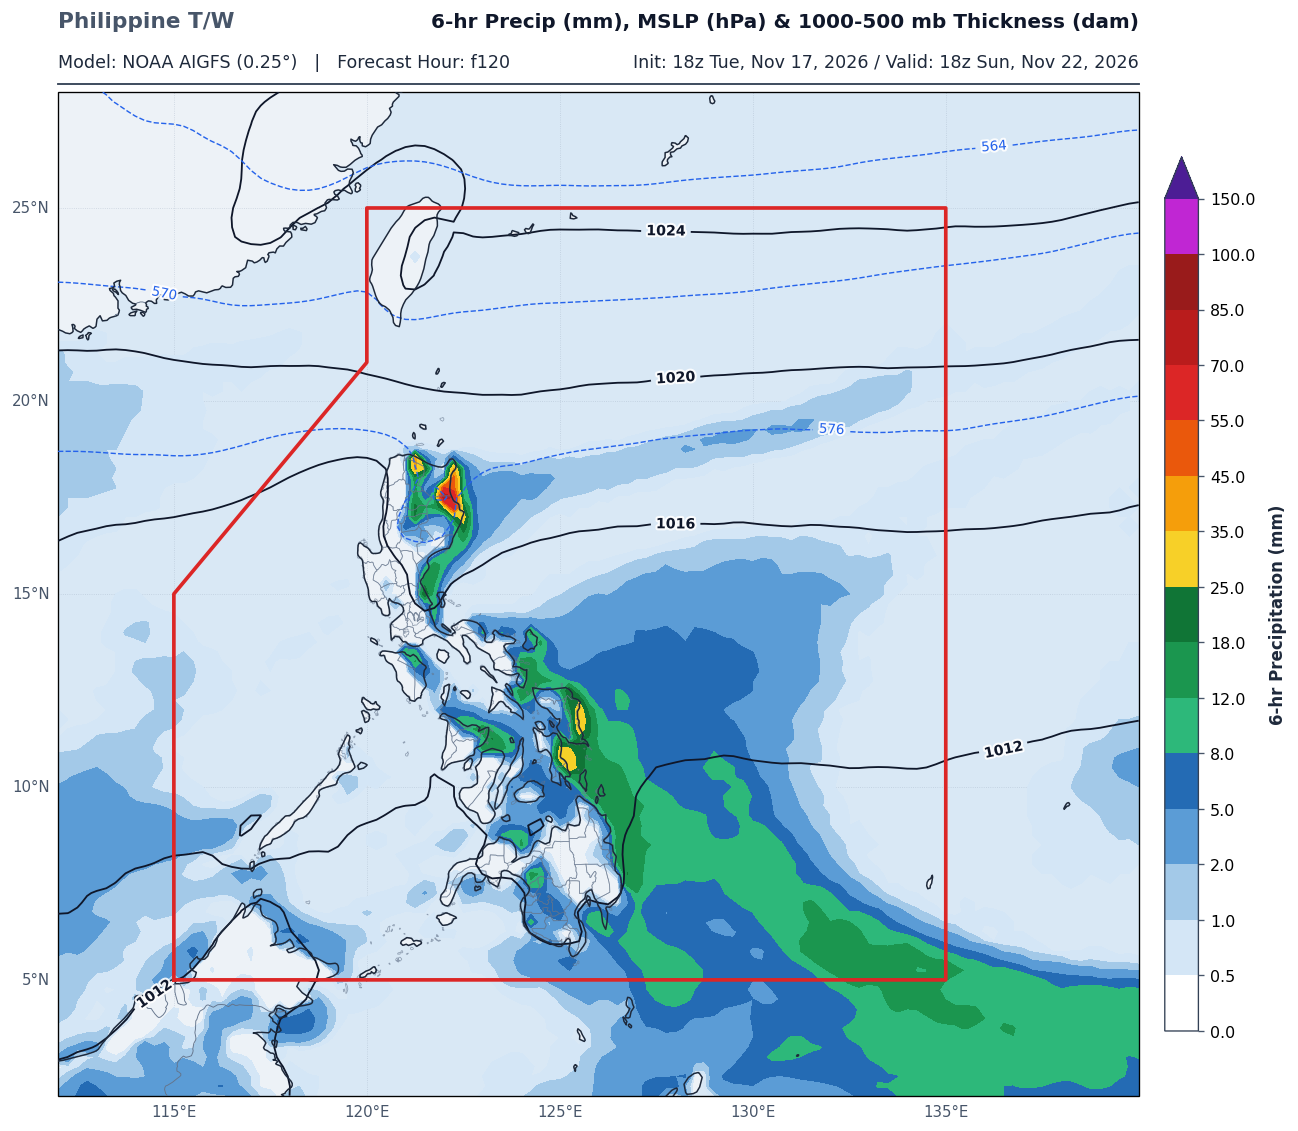 Philippine T/W
6-hr Precip (mm), MSLP (hPa) & 1000-500 mb Thickness (dam)
Model: NOAA AIGFS (0.25°) | Forecast Hour: f120
Init: 18z Tue, Nov 17, 2026 / Valid: 18z Sun, Nov 22, 2026
564
25°N
1024
570
1020
20°N
576
1016
15°N
1012
10°N
5°N
1012
115°E
120°E
125°E
130°E
135°E
150.0
100.0
85.0
70.0
55.0
45.0
35.0
25.0
18.0
12.0
8.0
5.0
2.0
1.0
0.5
0.0
6-hr Precipitation (mm)